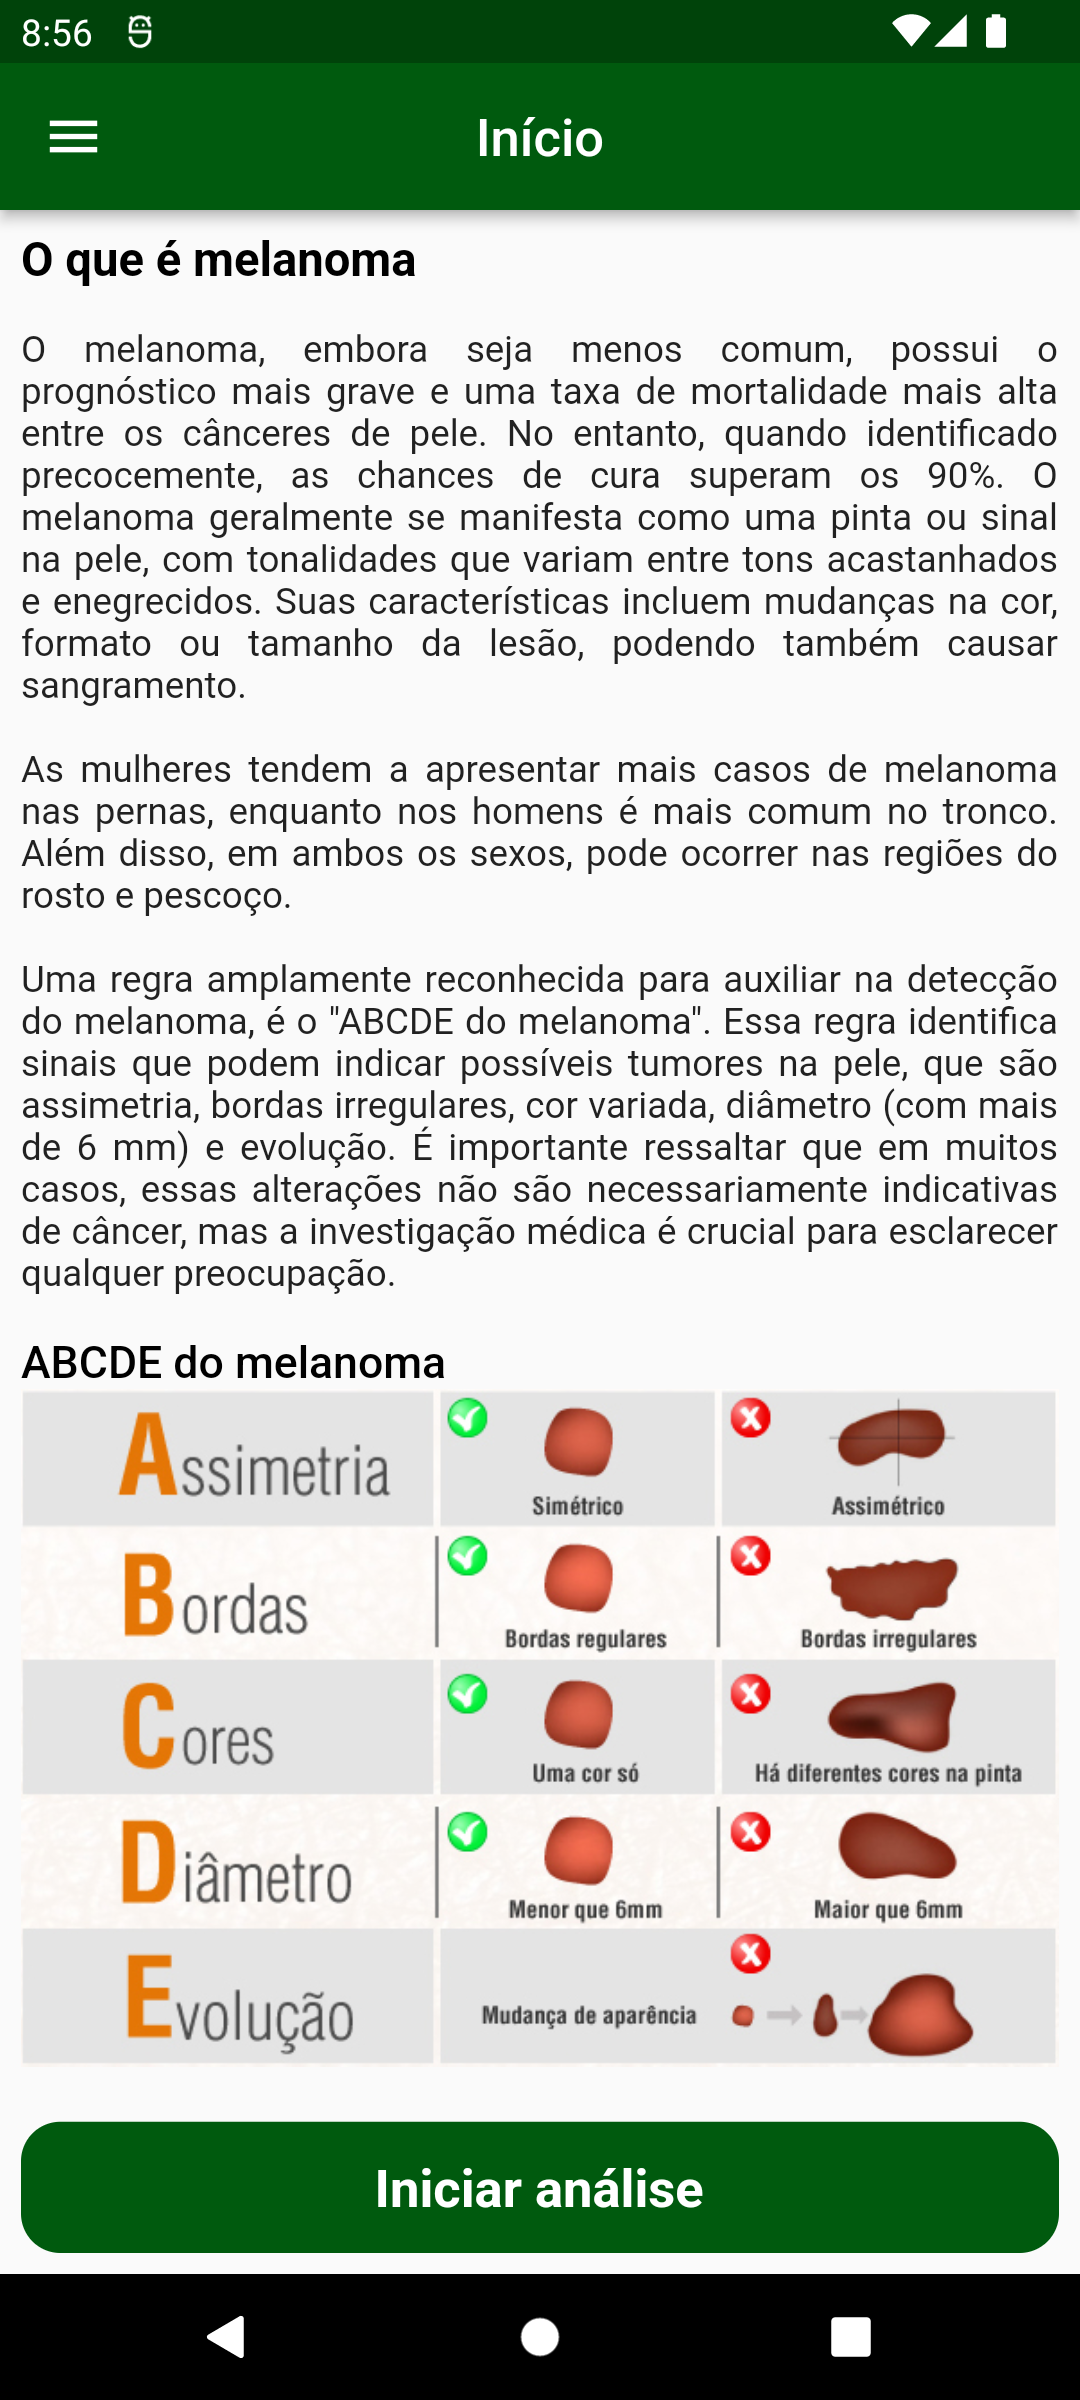 8:56
Início
O que é melanoma
O melanoma, embora seja menos comum, possui o
prognóstico mais grave e uma taxa de mortalidade mais alta
entre os cânceres de pele. No entanto, quando identificado
precocemente, as chances de cura superam os 90%. O
melanoma geralmente se manifesta como uma pinta ou sinal
na pele, com tonalidades que variam entre tons acastanhados
e enegrecidos. Suas características incluem mudanças na cor,
formato ou tamanho da lesão, podendo também causar
sangramento.
As mulheres tendem a apresentar mais casos de melanoma
nas pernas, enquanto nos homens é mais comum no tronco.
Além disso, em ambos os sexos, pode ocorrer nas regiões do
rosto e pescoço.
Uma regra amplamente reconhecida para auxiliar na detecção
do melanoma, é o "ABCDE do melanoma". Essa regra identifica
sinais que podem indicar possíveis tumores na pele, que são
assimetria, bordas irregulares, cor variada, diâmetro (com mais
de 6 mm) e evolução. É importante ressaltar que em muitos
casos, essas alterações não são necessariamente indicativas
de câncer, mas a investigação médica é crucial para esclarecer
qualquer preocupação.
ABCDE do melanoma
Assimetria
Simétrico
Assimétrico
Bordas
Bordas regulares
Bordas irregulares
Cores
Uma cor só
Há diferentes cores na pinta
Diâmetro
Menor que 6mm
Maior que 6mm
Evolução
Mudança de aparência
Iniciar análise